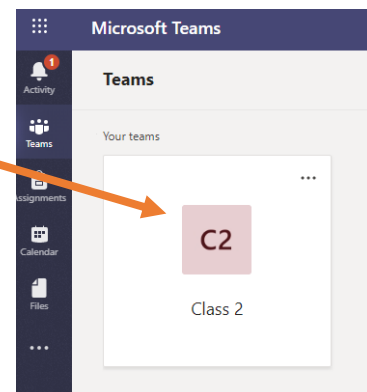 Microsoft Teams
1
Activity
Teams
Assignments
Calendar
Files
Teams
Your teams
C2
Class 2